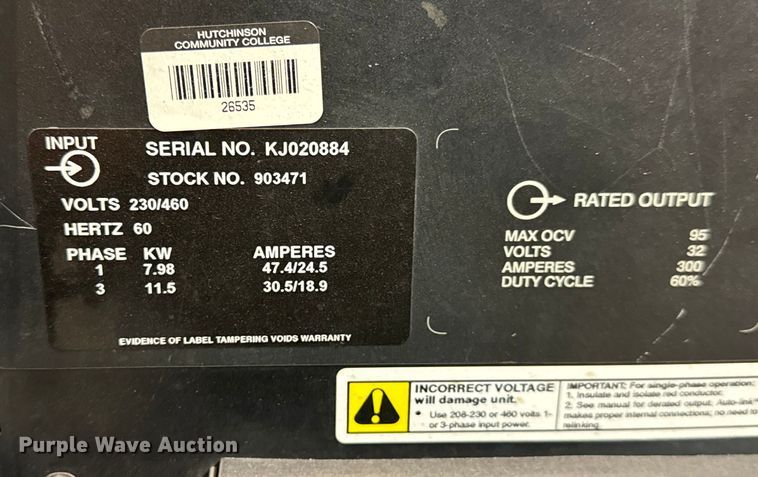 HUTCHINSON
COMMUNITY COLLEGE
26535
INPUT
SERIAL NO. KJ020884
STOCK NO. 903471
VOLTS 230/460
HERTZ 60
PHASE KW AMPERES
1 7.98 47.4/24.5
3 11.5 30.5/18.9
EVIDENCE OF LABEL TAMPERING VOIDS WARRANTY
RATED OUTPUT
MAX OCV 95
VOLTS 32
AMPERES 300
DUTY CYCLE 60%
INCORRECT VOLTAGE
will damage unit.
• Use 208-230 or 460 volts 1-
or 3-phase input power.
IMPORTANT: For single-phase operation:
1. Insulate and isolate red conductor.
2. See manual for derated output. Auto-link
makes proper internal connections; no need to
relinking.
Purple Wave Auction